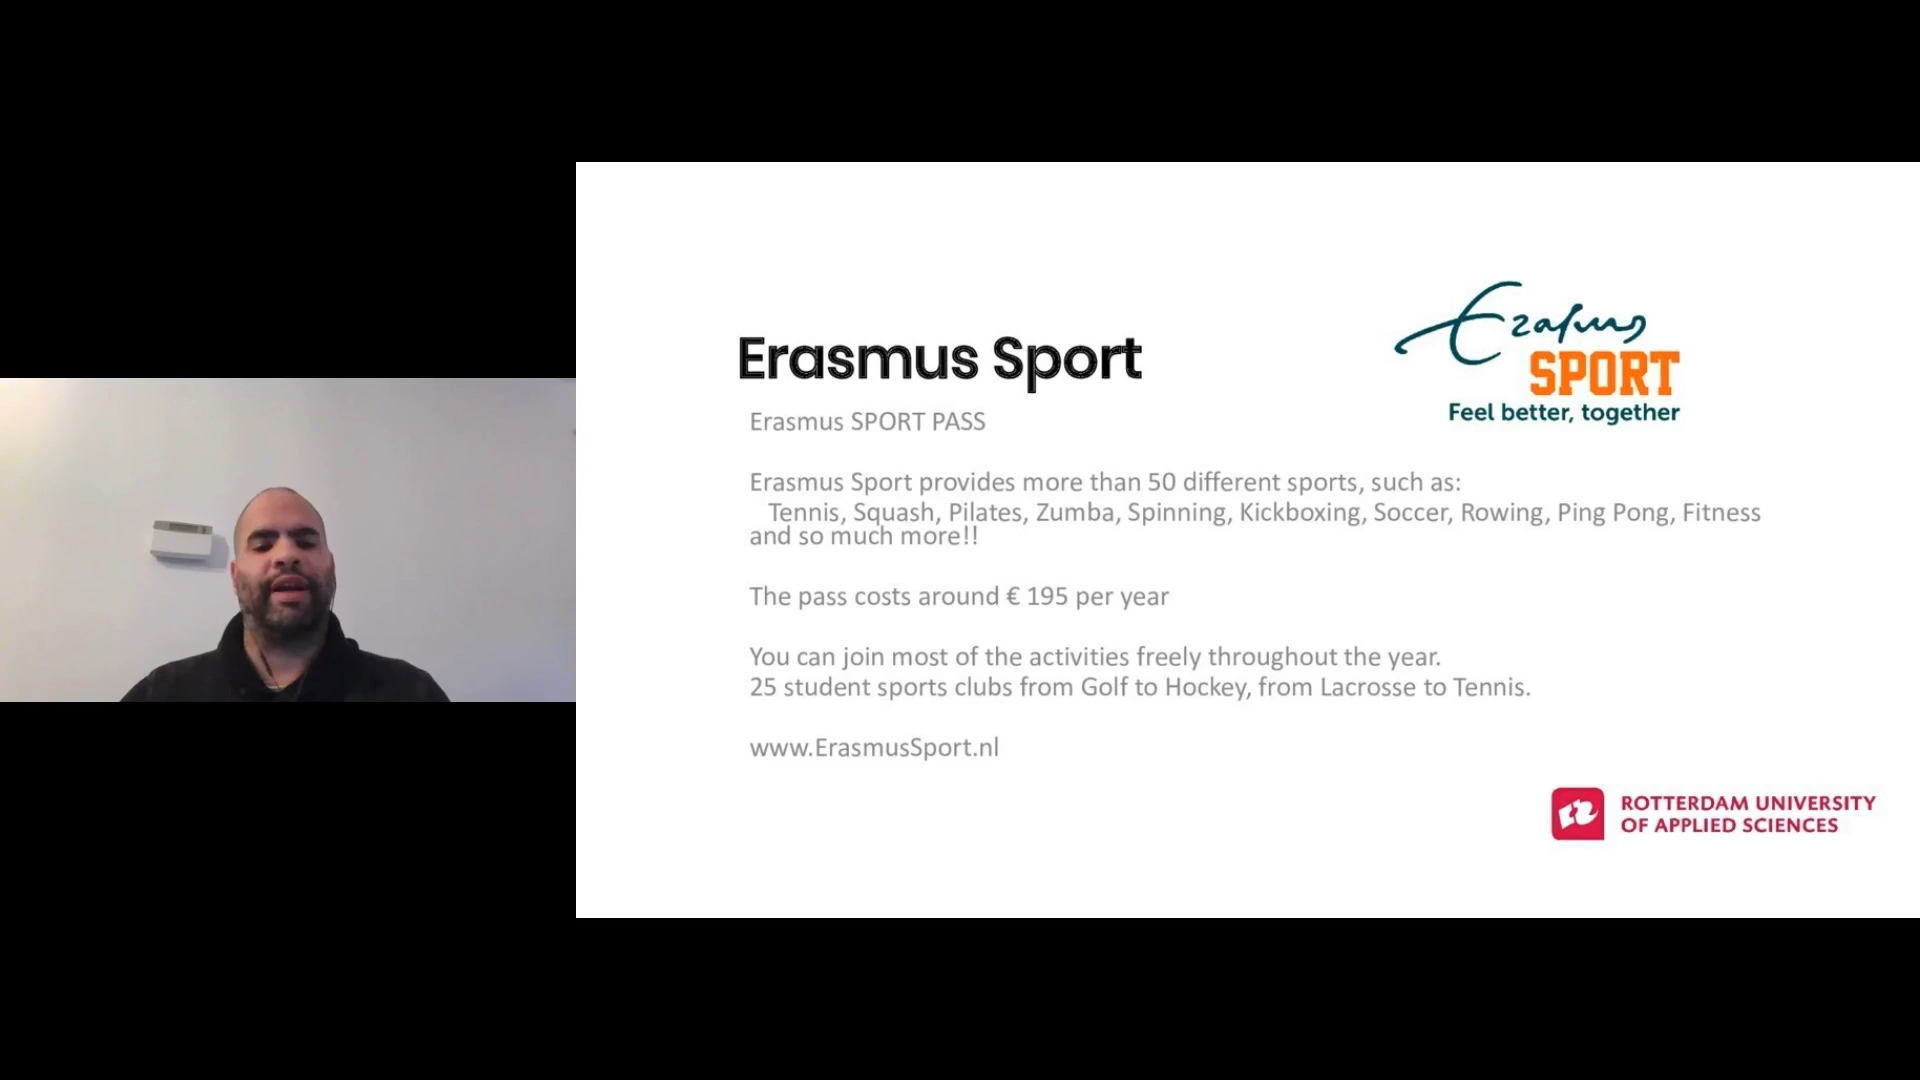 Erasmus Sport
Erasmus
SPORT
Feel better, together
Erasmus SPORT PASS
Erasmus Sport provides more than 50 different sports, such as:
Tennis, Squash, Pilates, Zumba, Spinning, Kickboxing, Soccer, Rowing, Ping Pong, Fitness
and so much more!!
The pass costs around € 195 per year
You can join most of the activities freely throughout the year.
25 student sports clubs from Golf to Hockey, from Lacrosse to Tennis.
www.ErasmusSport.nl
ROTTERDAM UNIVERSITY
OF APPLIED SCIENCES